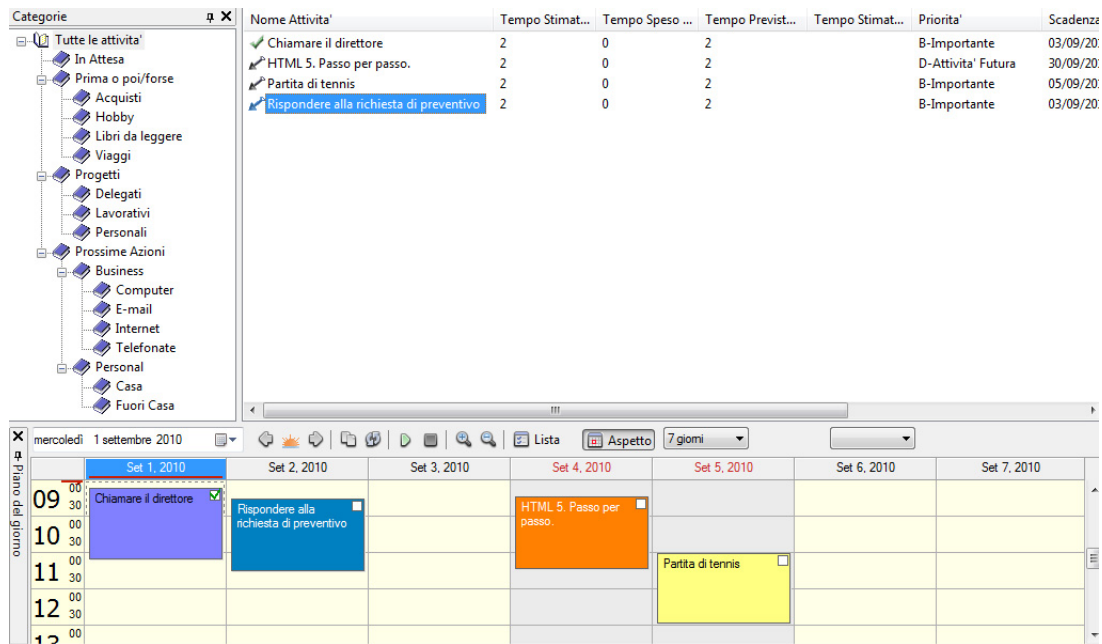 Categorie
Tutte le attivita'
In Attesa
Prima o poi/forse
Acquisti
Hobby
Libri da leggere
Viaggi
Progetti
Delegati
Lavorativi
Personali
Prossime Azioni
Business
Computer
E-mail
Internet
Telefonate
Personal
Casa
Fuori Casa
Nome Attivita' Tempo Stimat... Tempo Speso ... Tempo Previst... Tempo Stimat... Priorita' Scadenza
Chiamare il direttore 2 0 2 B-Importante 03/09/20
HTML 5. Passo per passo. 2 0 2 D-Attivita' Futura 30/09/20
Partita di tennis 2 0 2 B-Importante 05/09/20
Rispondere alla richiesta di preventivo 2 0 2 B-Importante 03/09/20
Piano del giorno
mercoledì 1 settembre 2010 Lista Aspetto 7 giorni
Set 1, 2010 Set 2, 2010 Set 3, 2010 Set 4, 2010 Set 5, 2010 Set 6, 2010 Set 7, 2010
09 00
30
10 00
30
11 00
30
12 00
30
13 00
Chiamare il direttore
Rispondere alla
richiesta di preventivo
HTML 5. Passo per
passo.
Partita di tennis